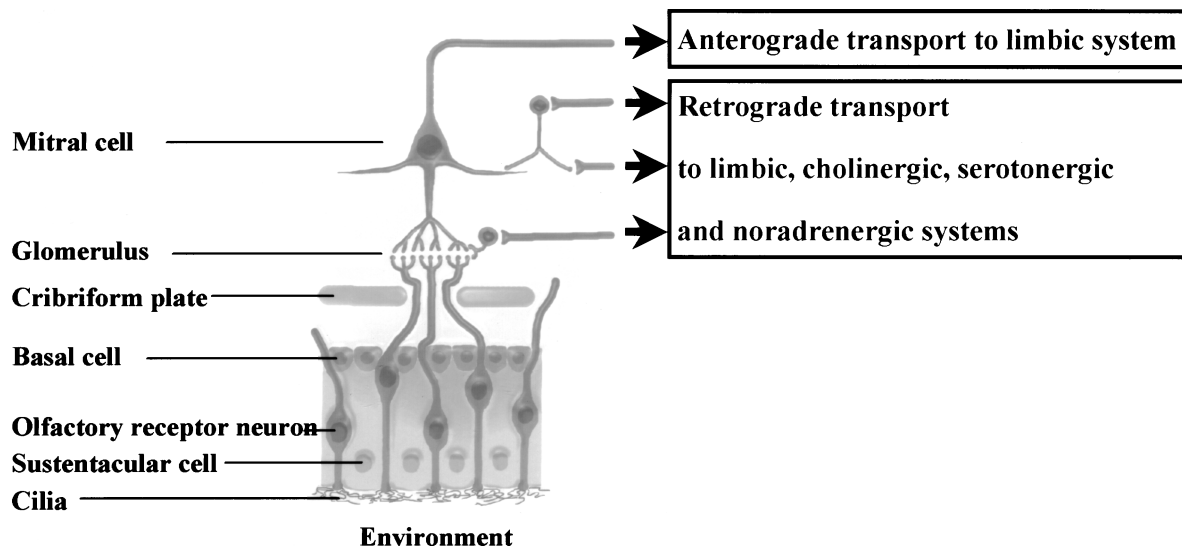 Anterograde transport to limbic system
Retrograde transport
Mitral cell
to limbic, cholinergic, serotonergic
and noradrenergic systems
Glomerulus
Cribriform plate
Basal cell
Olfactory receptor neuron
Sustentacular cell
Cilia
Environment